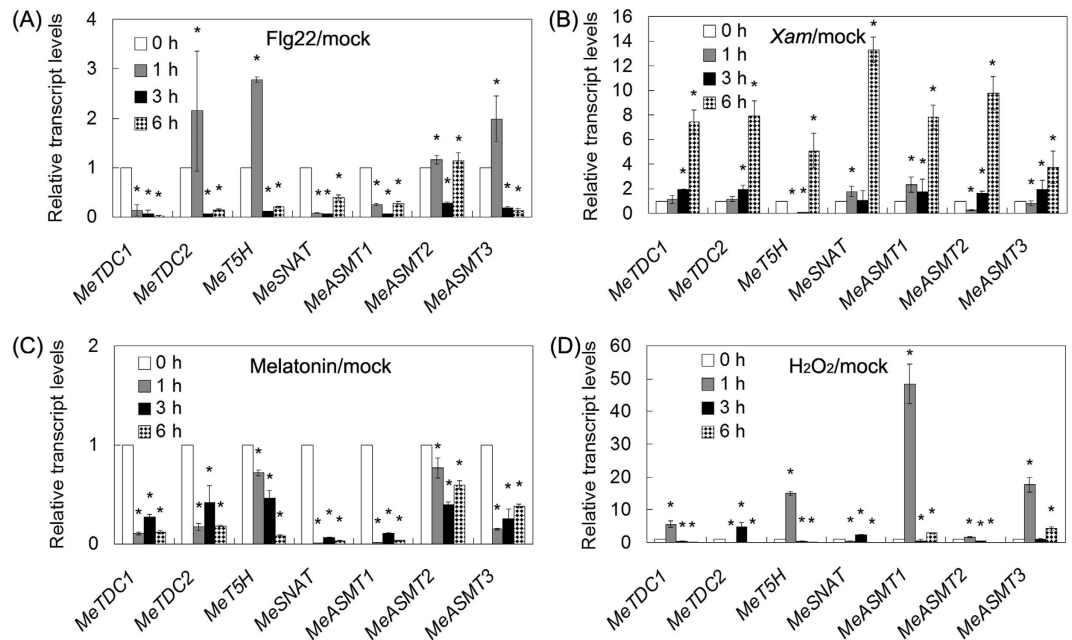 (A)
Flg22/mock
Relative transcript levels
4
3
2
1
0
0 h
1 h
3 h
6 h
* * * * * * * * * * * * * * * * * * * *
MeTDC1
MeTDC2
MeT5H
MeSNAT
MeASMT1
MeASMT2
MeASMT3
(B)
Xam/mock
Relative transcript levels
16
14
12
10
8
6
4
2
0
0 h
1 h
3 h
6 h
* * * * * * * * * * * * * * * * *
MeTDC1
MeTDC2
MeT5H
MeSNAT
MeASMT1
MeASMT2
MeASMT3
(C)
Melatonin/mock
Relative transcript levels
2
1
0
0 h
1 h
3 h
6 h
* * * * * * * * * * * * * * * * * * * * *
MeTDC1
MeTDC2
MeT5H
MeSNAT
MeASMT1
MeASMT2
MeASMT3
(D)
H₂O₂/mock
Relative transcript levels
60
50
40
30
20
10
0
0 h
1 h
3 h
6 h
* * * * * * * * * * * * * * * * * * * *
MeTDC1
MeTDC2
MeT5H
MeSNAT
MeASMT1
MeASMT2
MeASMT3